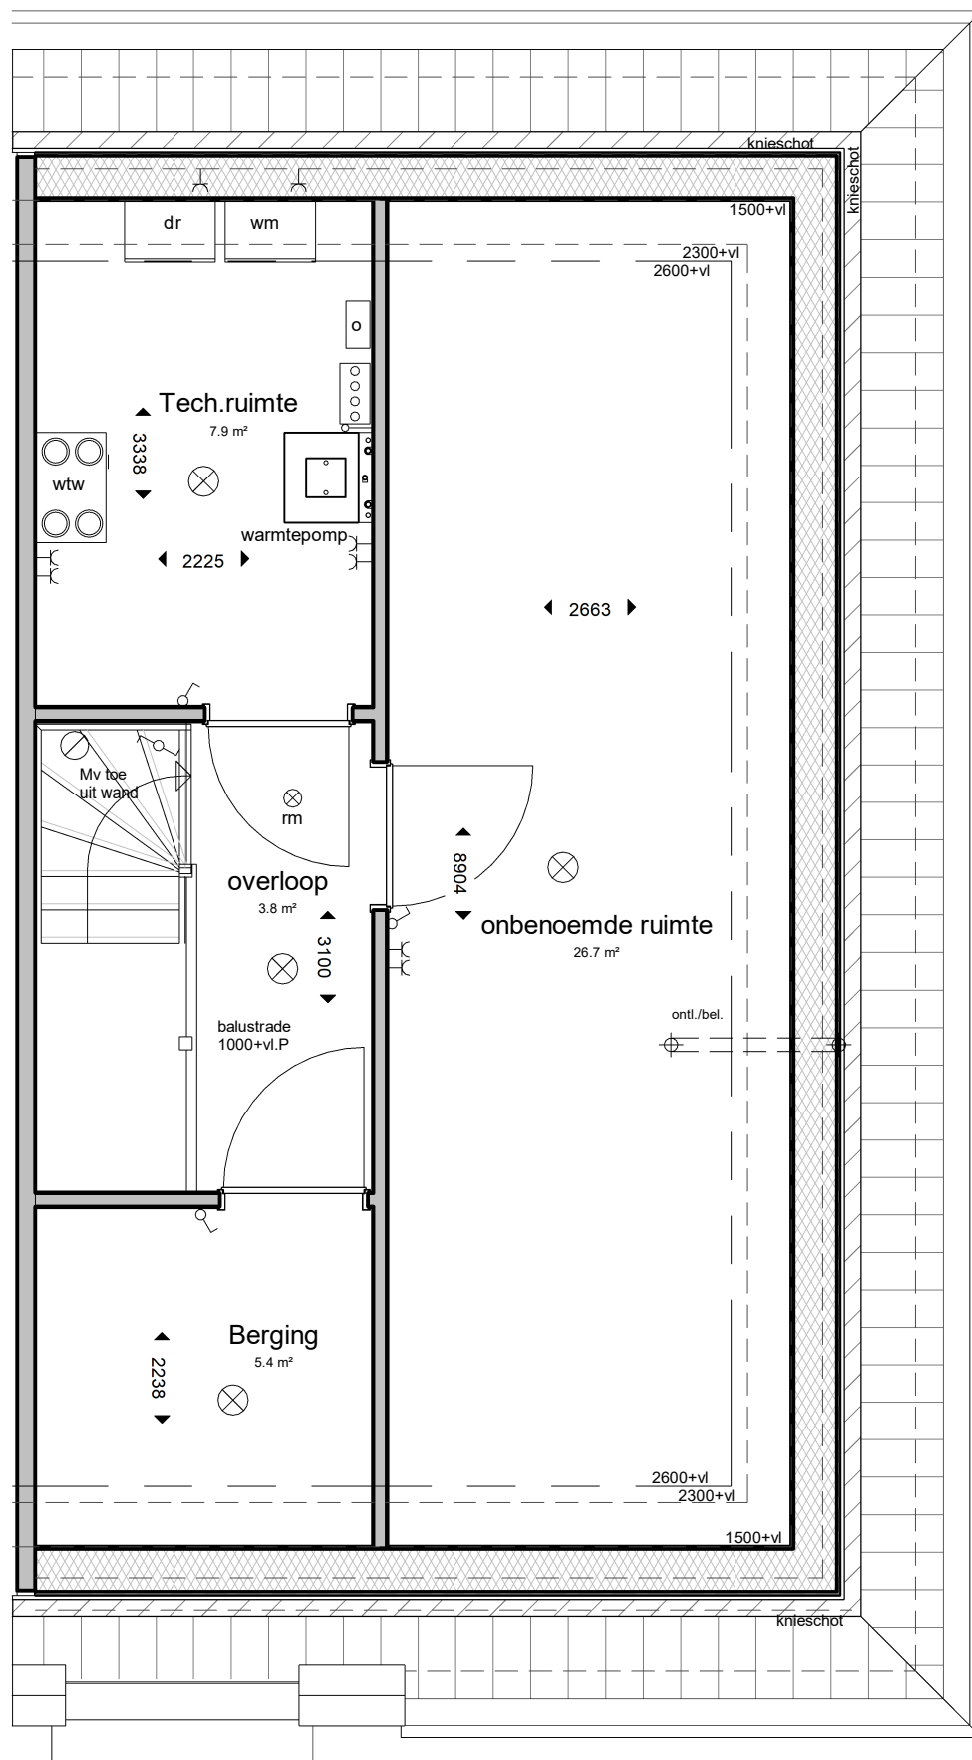 knieschot
knieschot
1500+vl
dr
wm
2300+vl
2600+vl
o
Tech.ruimte
7.9 m²
3338
wtw
warmtepomp
2225
2663
Mv toe
uit wand
rm
overloop
3.8 m²
8904
onbenoemde ruimte
26.7 m²
3100
ontl./bel.
balustrade
1000+vl.P
Berging
5.4 m²
2238
2600+vl
2300+vl
1500+vl
knieschot